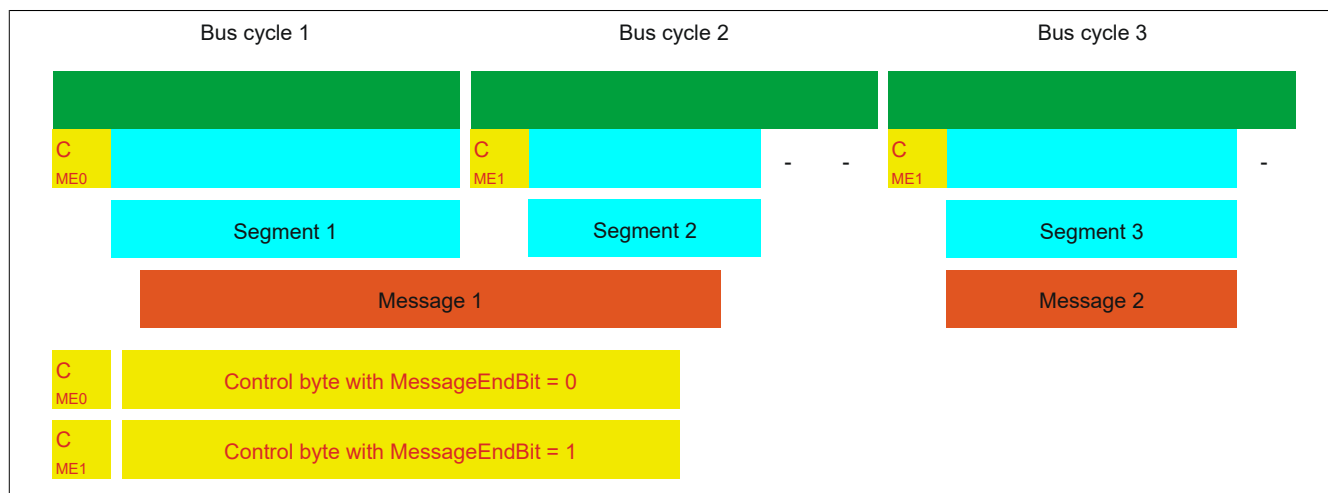 Bus cycle 1 Bus cycle 2 Bus cycle 3
C C - - C -
ME0 ME1 ME1
Segment 1 Segment 2 Segment 3
Message 1 Message 2
C
ME0 Control byte with MessageEndBit = 0
C
ME1 Control byte with MessageEndBit = 1